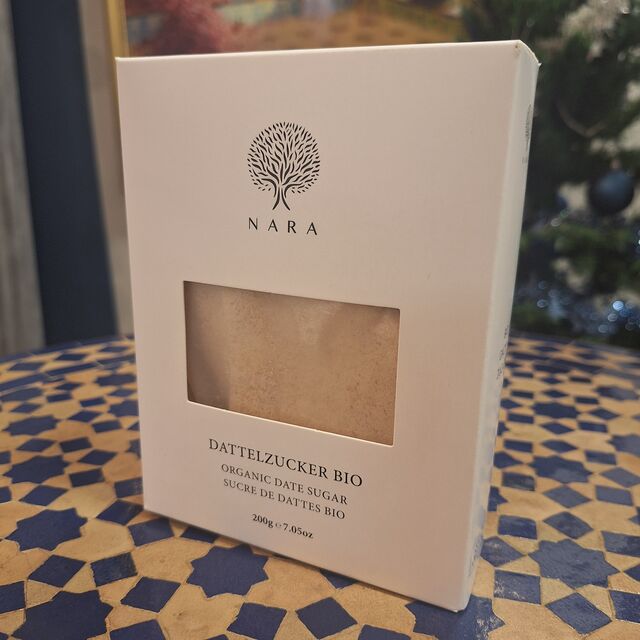 NARA
DATTELZUCKER BIO
ORGANIC DATE SUGAR
SUCRE DE DATTES BIO
200g ℮ 7.05oz